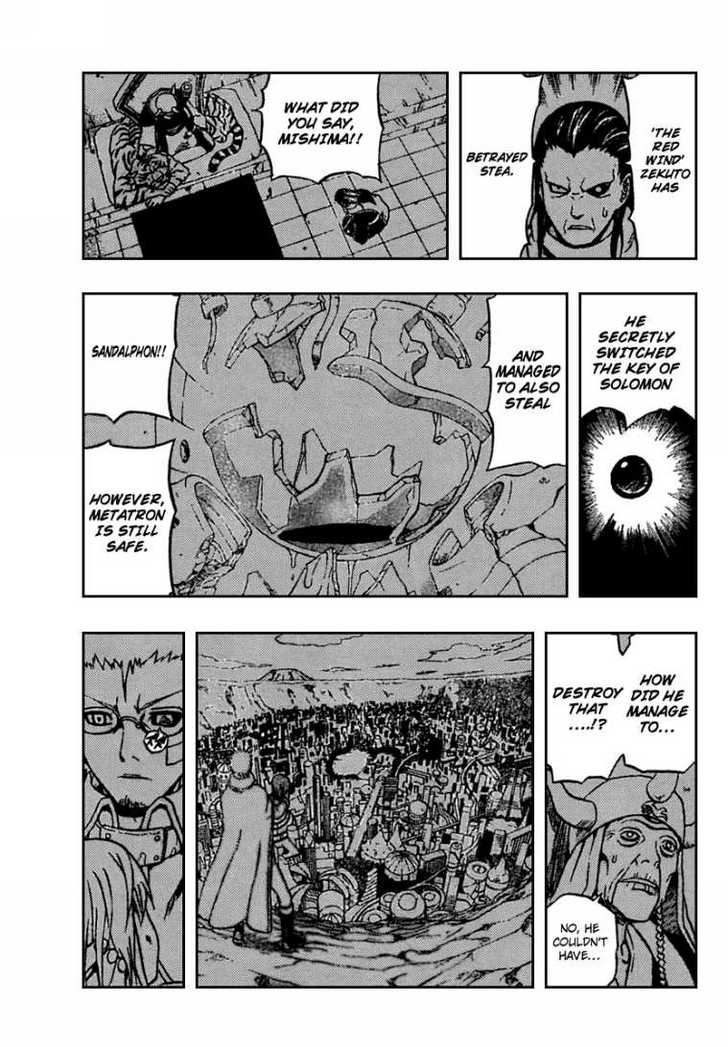 'THE
RED
WIND'
ZEKUTO
HAS
BETRAYED
STEA.
WHAT DID
YOU SAY,
MISHIMA!!
HE
SECRETLY
SWITCHED
THE KEY OF
SOLOMON
AND
MANAGED
TO ALSO
STEAL
SANDALPHON!!
HOWEVER,
METATRON
IS STILL
SAFE.
HOW
DID HE
MANAGE
TO...
DESTROY
THAT
....!?
NO, HE
COULDN'T
HAVE...